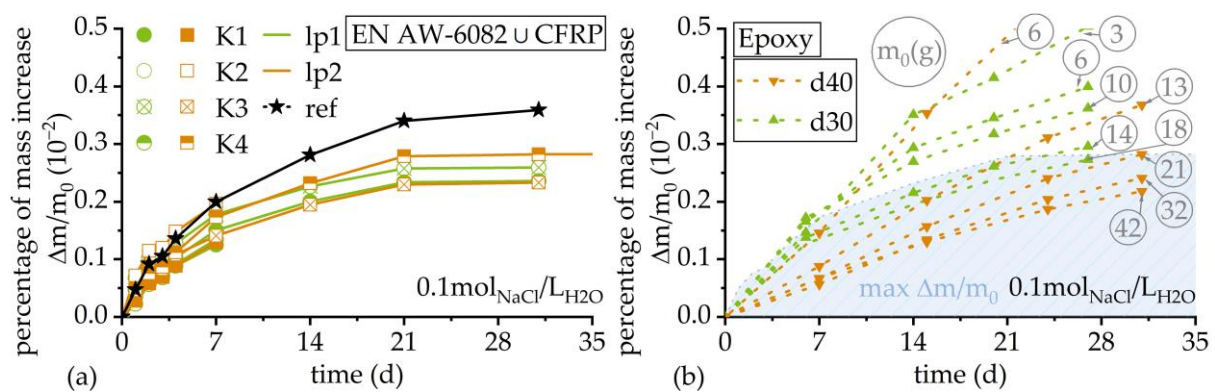 percentage of mass increase
Δm/m₀ (10⁻²)
0.5
0.4
0.3
0.2
0.1
0.0
K1
K2
K3
K4
lp1
lp2
ref
EN AW-6082 ∪ CFRP
0.1mol_NaCl/L_H2O
0 7 14 21 28 35
time (d)
(a)
percentage of mass increase
Δm/m₀ (10⁻²)
0.5
0.4
0.3
0.2
0.1
0.0
Epoxy
d40
d30
m₀(g)
6
3
6
10
13
14
18
21
32
42
max Δm/m₀
0.1mol_NaCl/L_H2O
0 7 14 21 28 35
time (d)
(b)